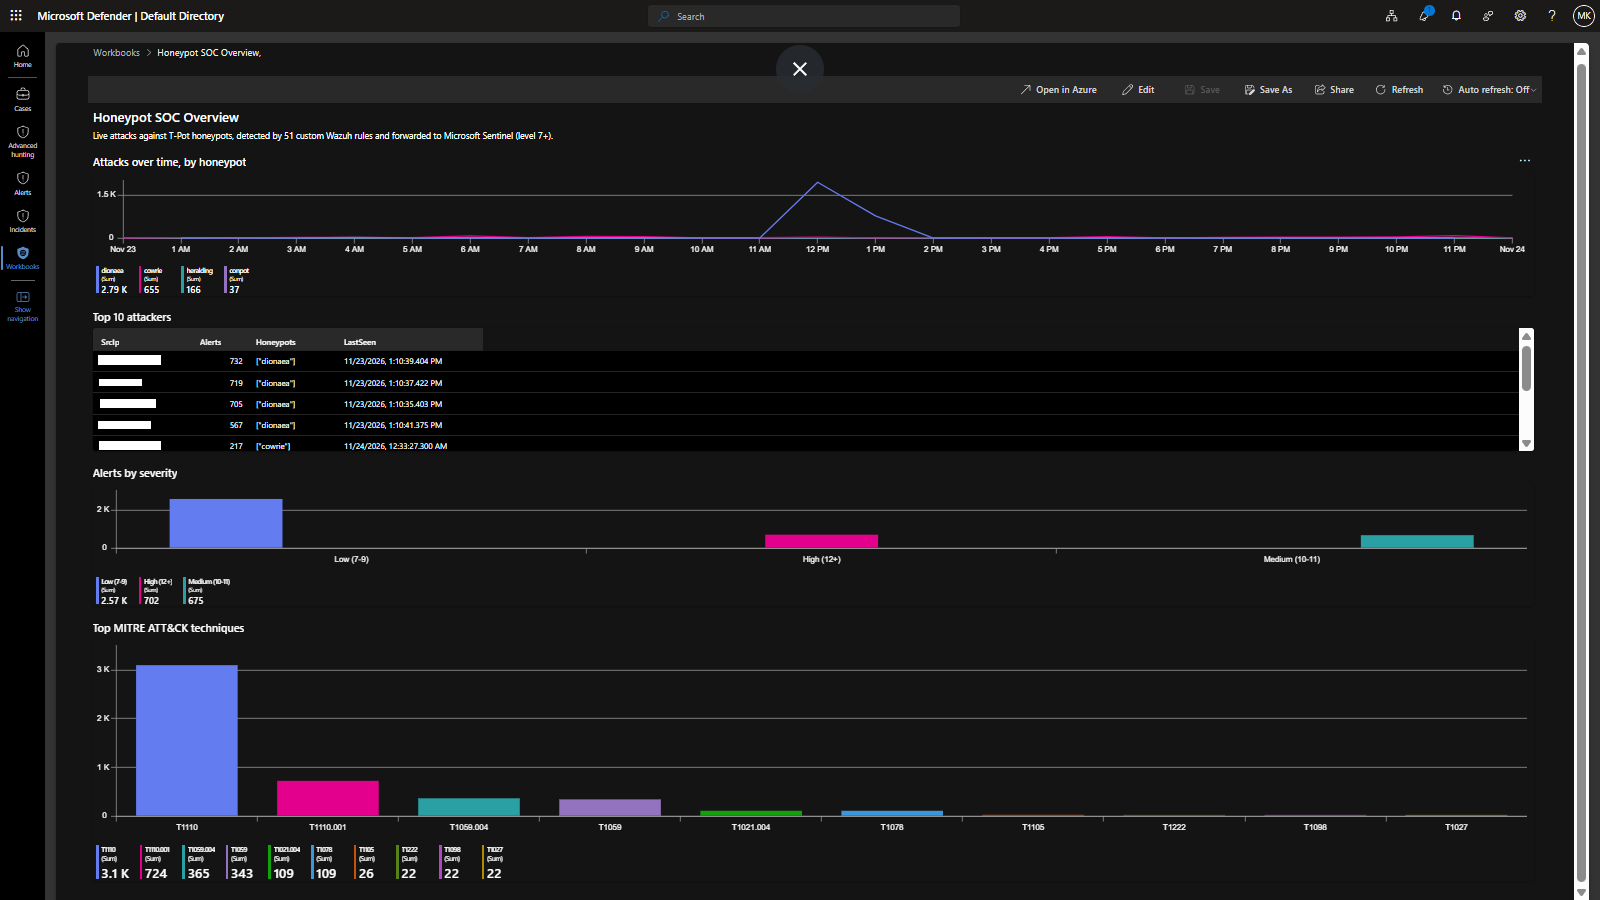 Microsoft Defender | Default Directory
Search
MK
Home
Cases
Advanced hunting
Alerts
Incidents
Workbooks
Show navigation
Workbooks > Honeypot SOC Overview,
Open in Azure
Edit
Save
Save As
Share
Refresh
Auto refresh: Off
Honeypot SOC Overview
Live attacks against T-Pot honeypots, detected by 51 custom Wazuh rules and forwarded to Microsoft Sentinel (level 7+).
Attacks over time, by honeypot
1.5 K
0
Nov 23 1 AM 2 AM 3 AM 4 AM 5 AM 6 AM 7 AM 8 AM 9 AM 10 AM 11 AM 12 PM 1 PM 2 PM 3 PM 4 PM 5 PM 6 PM 7 PM 8 PM 9 PM 10 PM 11 PM Nov 24
dionaea cowrie heralding conpot
(Sum) (Sum) (Sum) (Sum)
2.79 K 655 166 37
Top 10 attackers
SrcIp Alerts Honeypots LastSeen
732 ["dionaea"] 11/23/2026, 1:10:39.404 PM
719 ["dionaea"] 11/23/2026, 1:10:37.422 PM
705 ["dionaea"] 11/23/2026, 1:10:35.403 PM
567 ["dionaea"] 11/23/2026, 1:10:41.375 PM
217 ["cowrie"] 11/24/2026, 12:33:27.300 AM
Alerts by severity
2 K
0
Low (7-9) High (12+) Medium (10-11)
Low (7-9) High (12+) Medium (10-11)
(Sum) (Sum) (Sum)
2.57 K 702 675
Top MITRE ATT&CK techniques
3 K
2 K
1 K
0
T1110 T1110.001 T1059.004 T1059 T1021.004 T1078 T1105 T1222 T1098 T1027
T1110 T1110.001 T1059.004 T1059 T1021.004 T1078 T1105 T1222 T1098 T1027
(Sum) (Sum) (Sum) (Sum) (Sum) (Sum) (Sum) (Sum) (Sum) (Sum)
3.1 K 724 365 343 109 109 26 22 22 22